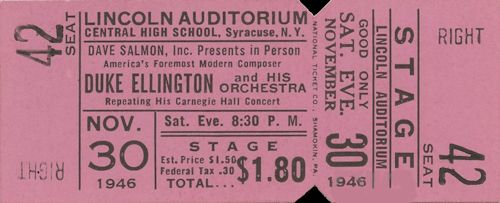 SEAT
42
RIGHT
LINCOLN AUDITORIUM
CENTRAL HIGH SCHOOL, Syracuse, N.Y.
DAVE SALMON, Inc. Presents in Person
America's Foremost Modern Composer
DUKE ELLINGTON and HIS ORCHESTRA
Repeating His Carnegie Hall Concert
NOV.
30
1946
Sat. Eve. 8:30 P. M.
STAGE
Est. Price $1.50
Federal Tax .30
TOTAL... $1.80
NATIONAL TICKET CO., SHAMOKIN, PA.
GOOD ONLY
SAT. EVE.
NOVEMBER
30
1946
LINCOLN AUDITORIUM
STAGE
RIGHT
SEAT
42